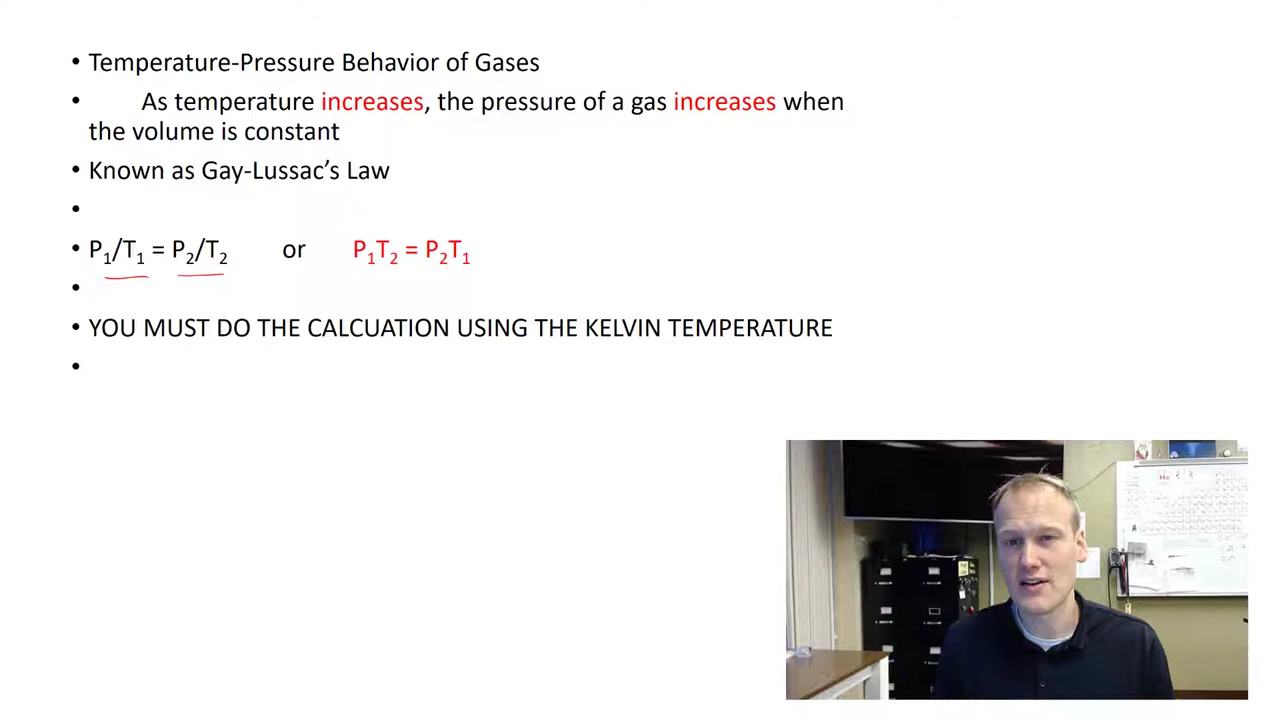 • Temperature-Pressure Behavior of Gases
• As temperature increases, the pressure of a gas increases when
the volume is constant
• Known as Gay-Lussac’s Law
•
• P₁/T₁ = P₂/T₂ or P₁T₂ = P₂T₁
•
• YOU MUST DO THE CALCUATION USING THE KELVIN TEMPERATURE
•